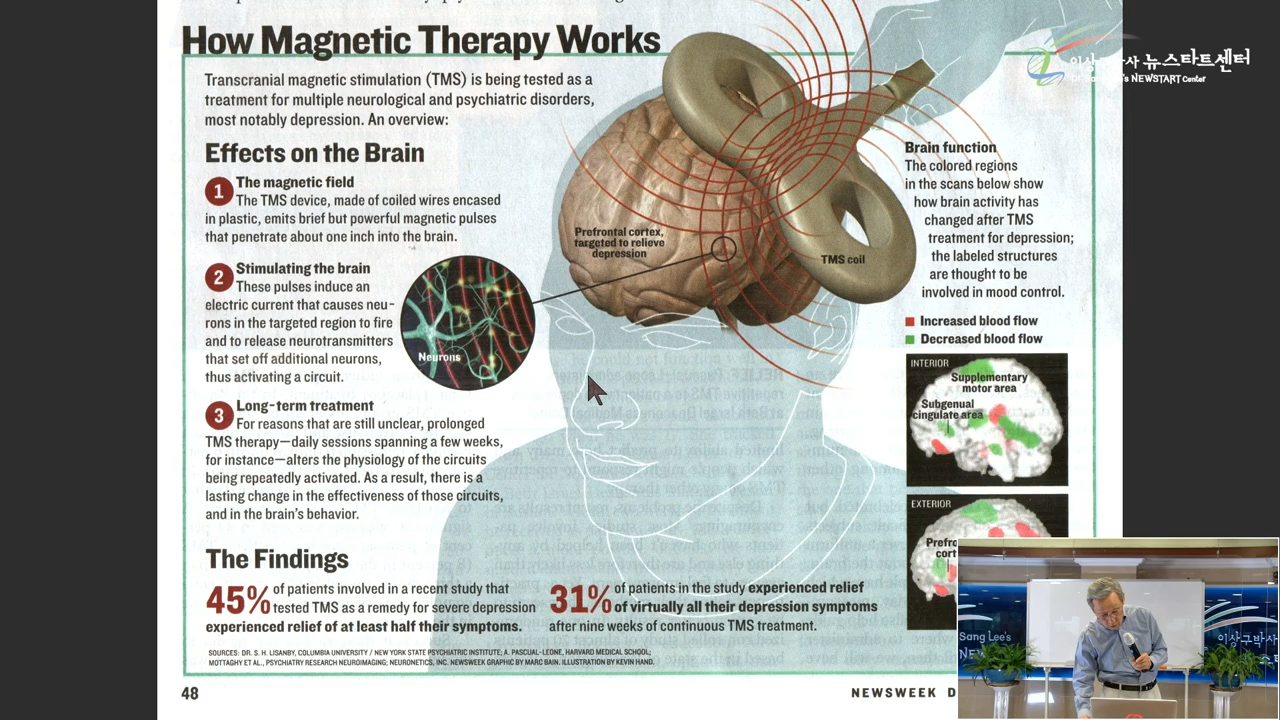 How Magnetic Therapy Works
Transcranial magnetic stimulation (TMS) is being tested as a
treatment for multiple neurological and psychiatric disorders,
most notably depression. An overview:
Effects on the Brain
1
The magnetic field
The TMS device, made of coiled wires encased
in plastic, emits brief but powerful magnetic pulses
that penetrate about one inch into the brain.
2
Stimulating the brain
These pulses induce an
electric current that causes neu-
rons in the targeted region to fire
and to release neurotransmitters
that set off additional neurons,
thus activating a circuit.
Neurons
3
Long-term treatment
For reasons that are still unclear, prolonged
TMS therapy—daily sessions spanning a few weeks,
for instance—alters the physiology of the circuits
being repeatedly activated. As a result, there is a
lasting change in the effectiveness of those circuits,
and in the brain's behavior.
Prefrontal cortex,
targeted to relieve
depression
TMS coil
이상구박사 뉴스타트센터
Dr. Sang Lee's NEWSTART Center
Brain function
The colored regions
in the scans below show
how brain activity has
changed after TMS
treatment for depression;
the labeled structures
are thought to be
involved in mood control.
Increased blood flow
Decreased blood flow
INTERIOR
Supplementary
motor area
Subgenual
cingulate area
EXTERIOR
Prefro
cort
The Findings
45% of patients involved in a recent study that
tested TMS as a remedy for severe depression
experienced relief of at least half their symptoms.
31% of patients in the study experienced relief
of virtually all their depression symptoms
after nine weeks of continuous TMS treatment.
SOURCES: DR. S. H. LISANBY, COLUMBIA UNIVERSITY / NEW YORK STATE PSYCHIATRIC INSTITUTE; A. PASCUAL-LEONE, HARVARD MEDICAL SCHOOL;
MOTTAGHY ET AL., PSYCHIATRY RESEARCH NEUROIMAGING; NEURONETICS, INC. NEWSWEEK GRAPHIC BY MARC BAIN. ILLUSTRATION BY KEVIN HAND.
48
NEWSWEEK D
Sang Lee's
이상구박